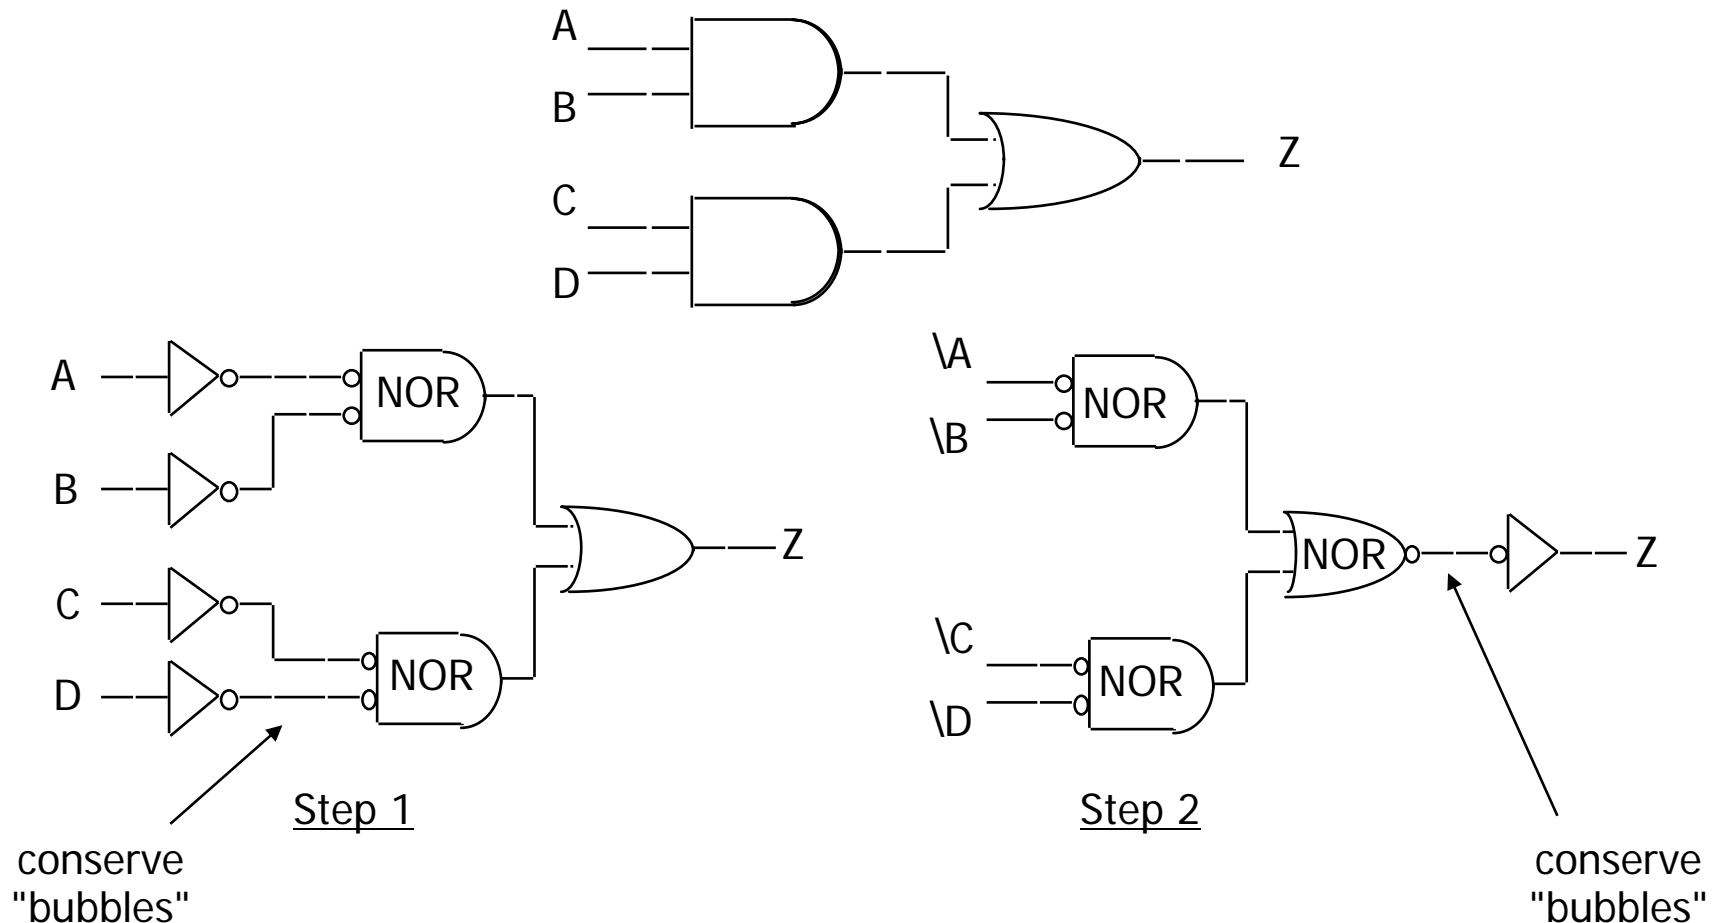 A
B
Z
C
D
A
NOR
B
Z
C
NOR
D
Step 1
conserve
"bubbles"
\A
NOR
\B
NOR
Z
\C
NOR
\D
Step 2
conserve
"bubbles"